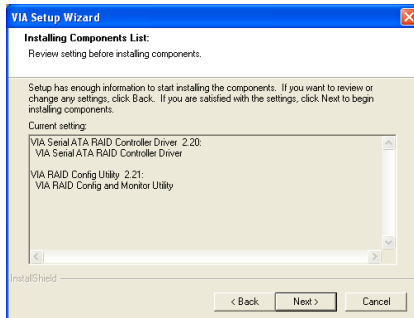 VIA Setup Wizard
Installing Components List:
Review setting before installing components.
Setup has enough information to start installing the components. If you want to review or
change any settings, click Back. If you are satisfied with the settings, click Next to begin
installing components.
Current setting:
VIA Serial ATA RAID Controller Driver 2.20:
VIA Serial ATA RAID Controller Driver
VIA RAID Config Utility 2.21:
VIA RAID Config and Monitor Utility
InstallShield
< Back Next > Cancel